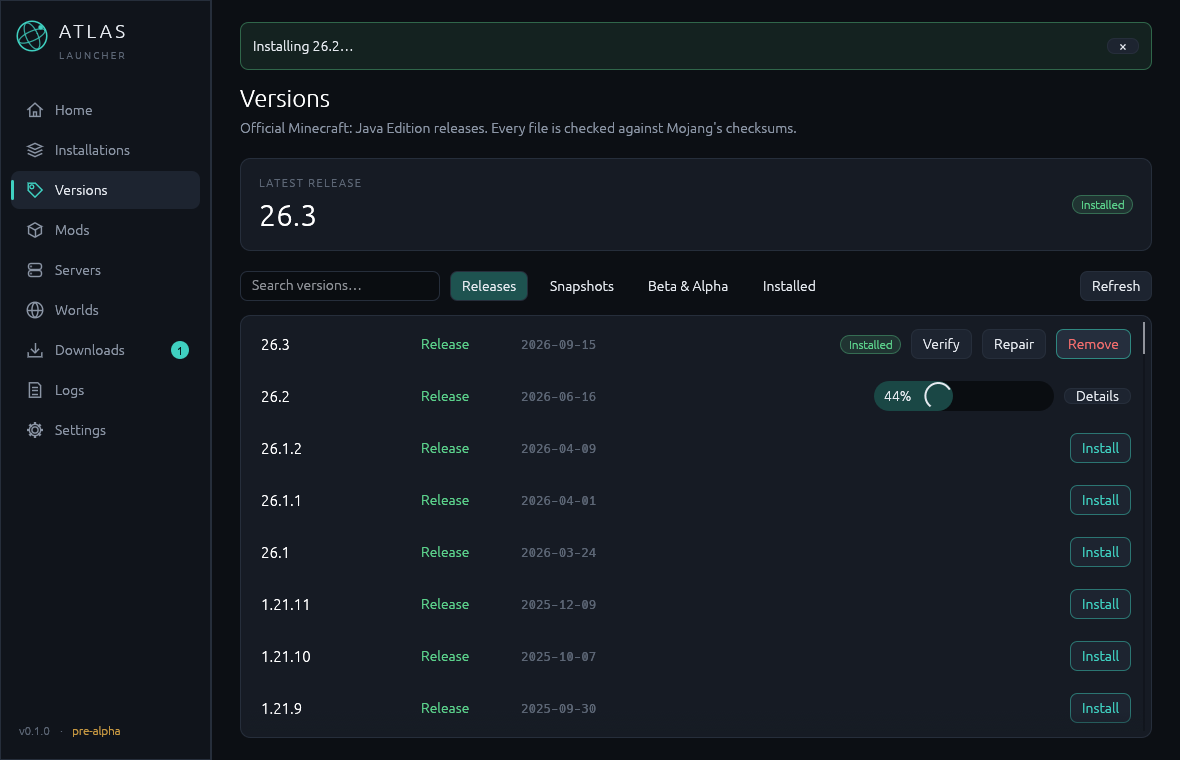 ATLAS
LAUNCHER
Home
Installations
Versions
Mods
Servers
Worlds
Downloads 1
Logs
Settings
v0.1.0 · pre-alpha
Installing 26.2…
×
Versions
Official Minecraft: Java Edition releases. Every file is checked against Mojang's checksums.
LATEST RELEASE
26.3
Installed
Search versions… Releases Snapshots Beta & Alpha Installed Refresh
26.3 Release 2026-09-15 Installed Verify Repair Remove
26.2 Release 2026-06-16 44% Details
26.1.2 Release 2026-04-09 Install
26.1.1 Release 2026-04-01 Install
26.1 Release 2026-03-24 Install
1.21.11 Release 2025-12-09 Install
1.21.10 Release 2025-10-07 Install
1.21.9 Release 2025-09-30 Install